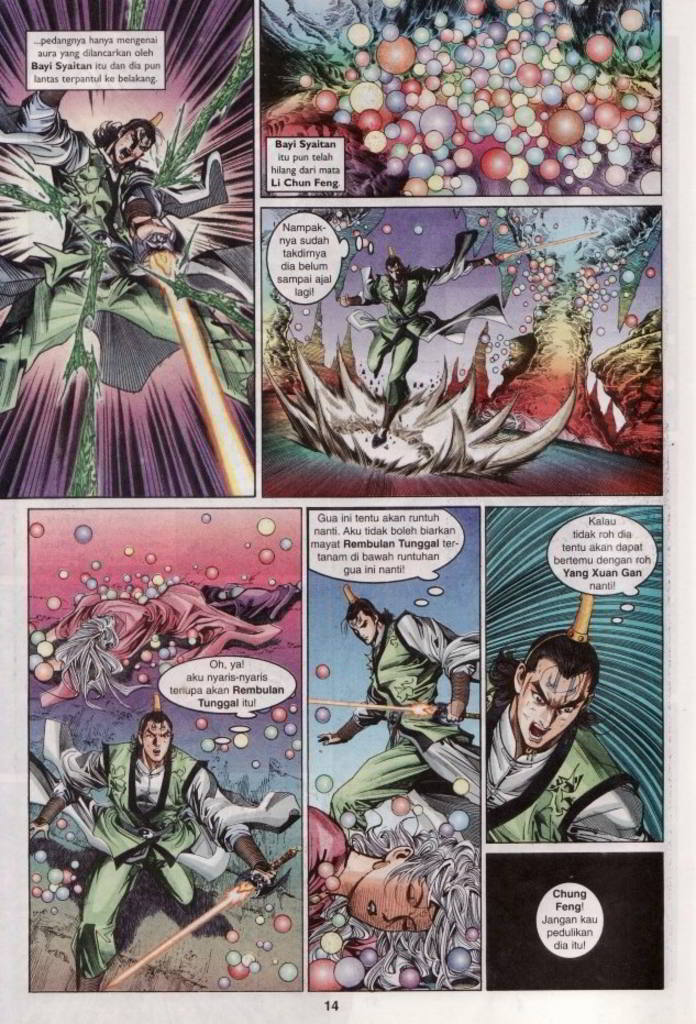 ...pedangnya hanya mengenai
aura yang dilancarkan oleh
Bayi Syaitan itu dan dia pun
lantas terpantul ke belakang.
Bayi Syaitan
itu pun telah
hilang dari mata
Li Chun Feng.
Nampak-
nya sudah
takdirnya
dia belum
sampai ajal
lagi!
Oh, ya!
aku nyaris-nyaris
terlupa akan Rembulan
Tunggal itu!
Gua ini tentu akan runtuh
nanti. Aku tidak boleh biarkan
mayat Rembulan Tunggal ter-
tanam di bawah runtuhan
gua ini nanti!
Kalau
tidak roh dia
tentu akan dapat
bertemu dengan roh
Yang Xuan Gan
nanti!
Chung
Feng!
Jangan kau
pedulikan
dia itu!
14